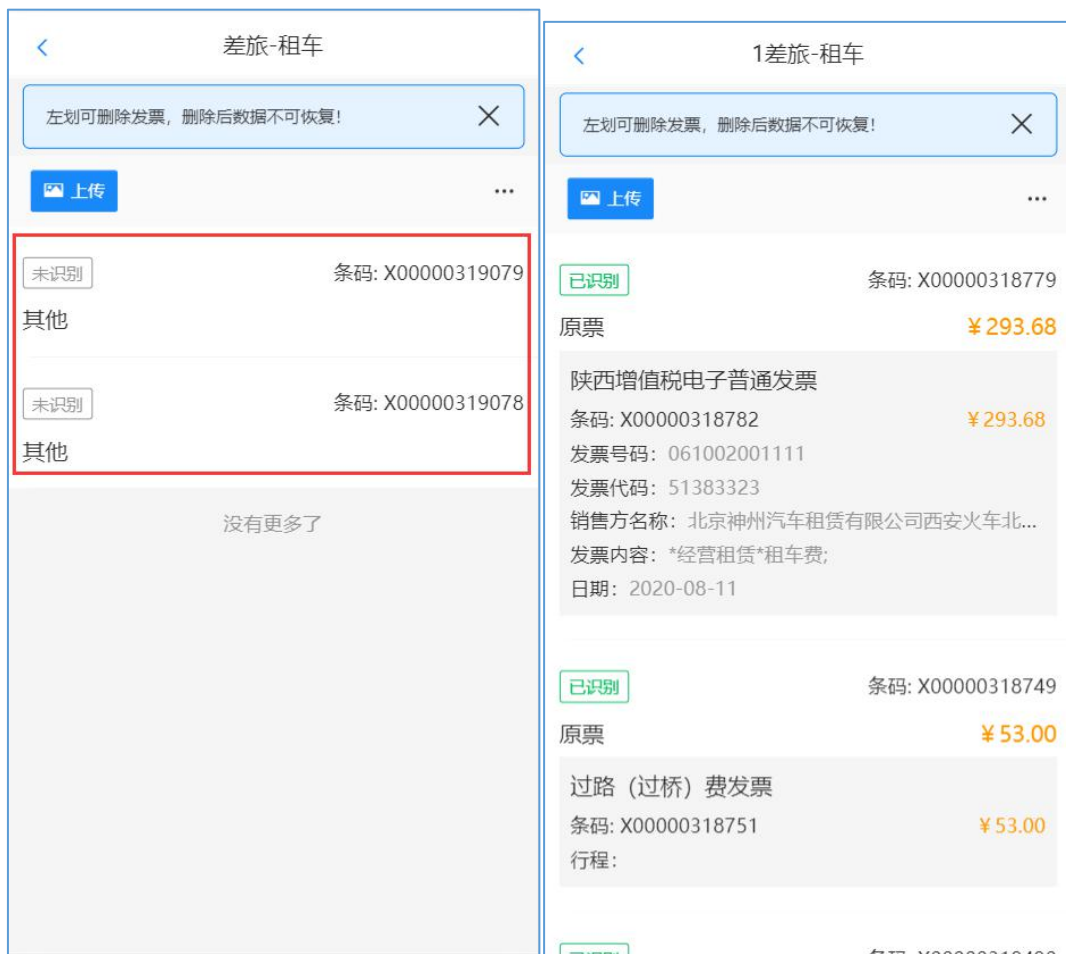 差旅-租车
左划可删除发票，删除后数据不可恢复！
上传
未识别 条码: X00000319079
其他
未识别 条码: X00000319078
其他
没有更多了
1差旅-租车
左划可删除发票，删除后数据不可恢复！
上传
已识别 条码: X00000318779
原票 ¥293.68
陕西增值税电子普通发票
条码: X00000318782 ¥293.68
发票号码：061002001111
发票代码：51383323
销售方名称：北京神州汽车租赁有限公司西安火车北...
发票内容：*经营租赁*租车费;
日期：2020-08-11
已识别 条码: X00000318749
原票 ¥53.00
过路（过桥）费发票
条码: X00000318751 ¥53.00
行程：